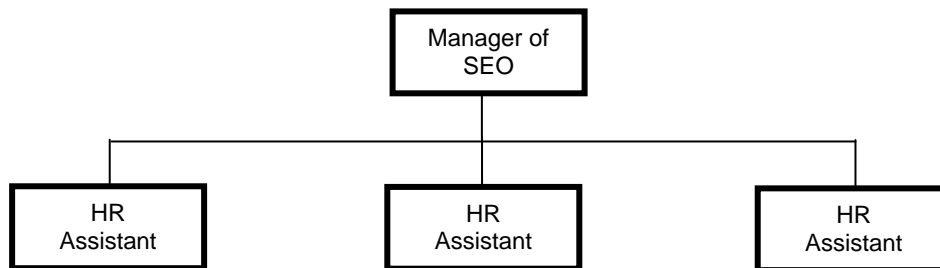 Manager of
SEO
HR
Assistant
HR
Assistant
HR
Assistant